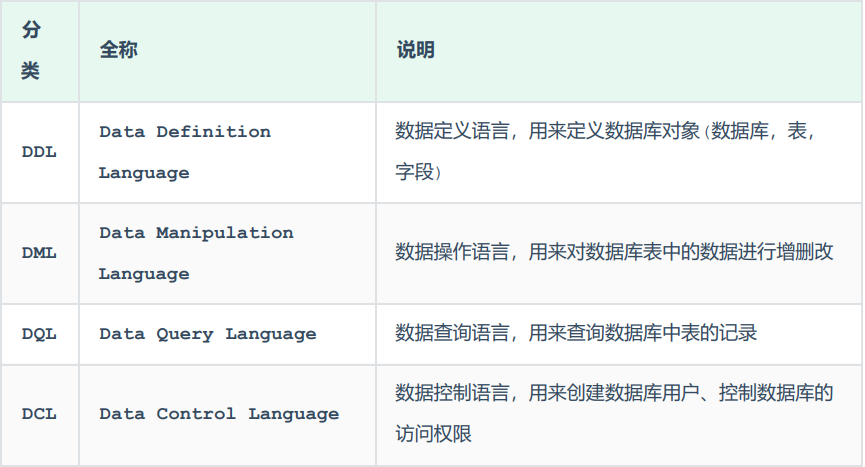 分
类
全称
说明
DDL
Data Definition
Language
数据定义语言，用来定义数据库对象(数据库，表，
字段)
DML
Data Manipulation
Language
数据操作语言，用来对数据库表中的数据进行增删改
DQL
Data Query Language
数据查询语言，用来查询数据库中表的记录
DCL
Data Control Language
数据控制语言，用来创建数据库用户、控制数据库的
访问权限